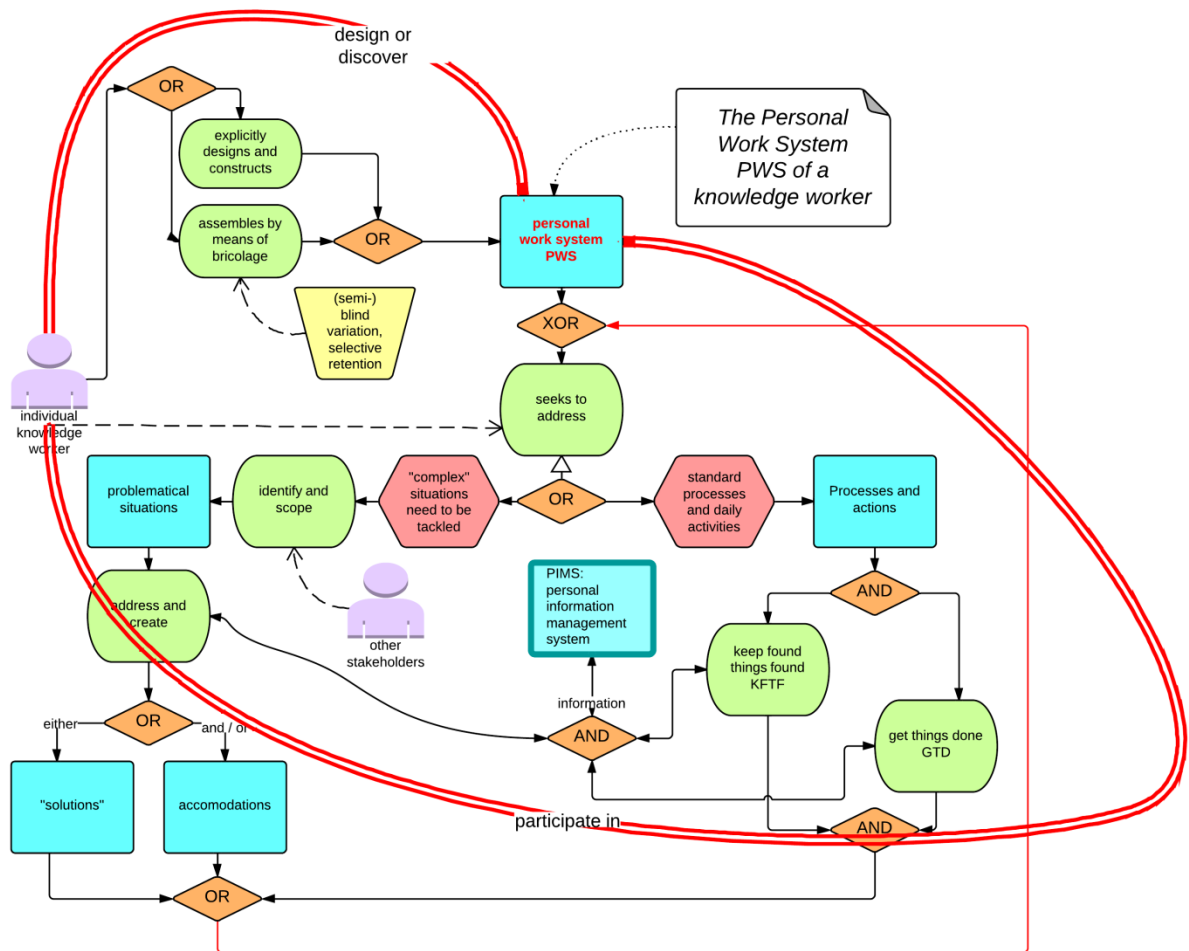 design or
discover
OR
explicitly
designs and
constructs
The Personal
Work System
PWS of a
knowledge worker
assembles by
means of
bricolage
OR
personal
work system
PWS
(semi-)
blind
variation,
selective
retention
XOR
individual
knowledge
worker
seeks to
address
problematical
situations
identify and
scope
"complex"
situations
need to be
tackled
OR
standard
processes
and daily
activities
Processes and
actions
PIMS:
personal
information
management
system
AND
address and
create
other
stakeholders
keep found
things found
KFTF
information
either
OR
and / or
AND
get things done
GTD
"solutions"
accomodations
participate in
AND
OR